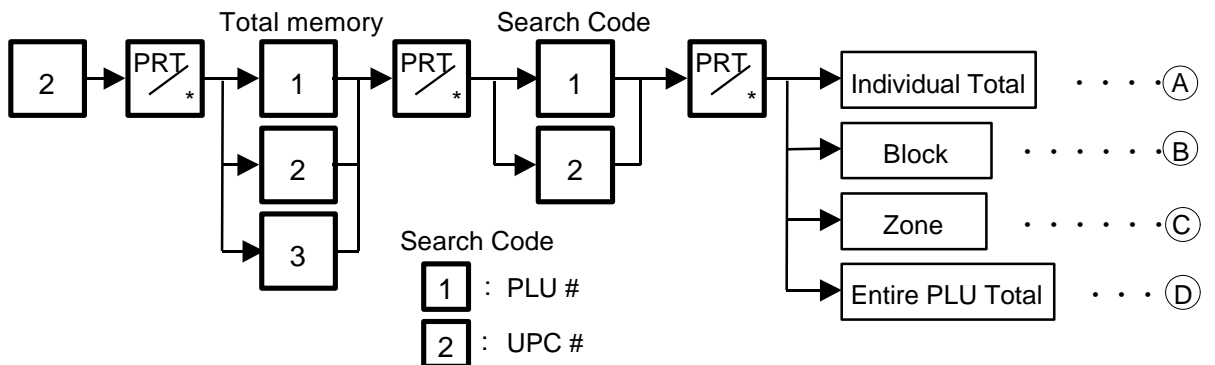 Total memory
Search Code
2
PRT/*
1
PRT/*
1
PRT/*
Individual Total ・・・・Ⓐ
2
2
Block ・・・・・・Ⓑ
3
Zone ・・・・・・Ⓒ
Search Code
1 : PLU #
Entire PLU Total ・・・Ⓓ
2 : UPC #